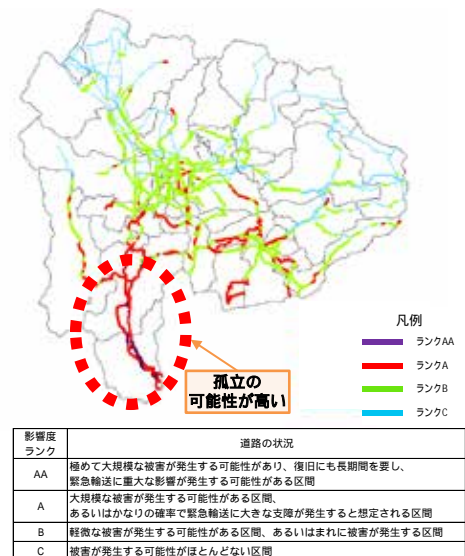 凡例
ランクAA
ランクA
ランクB
ランクC
孤立の
可能性が高い
影響度
ランク
道路の状況
AA
極めて大規模な被害が発生する可能性があり、復旧にも長期間を要し、
緊急輸送に重大な影響が発生する可能性がある区間
A
大規模な被害が発生する可能性がある区間、
あるいはかなりの確率で緊急輸送に大きな支障が発生すると想定される区間
B
軽微な被害が発生する可能性がある区間、あるいはまれに被害が発生する区間
C
被害が発生する可能性がほとんどない区間